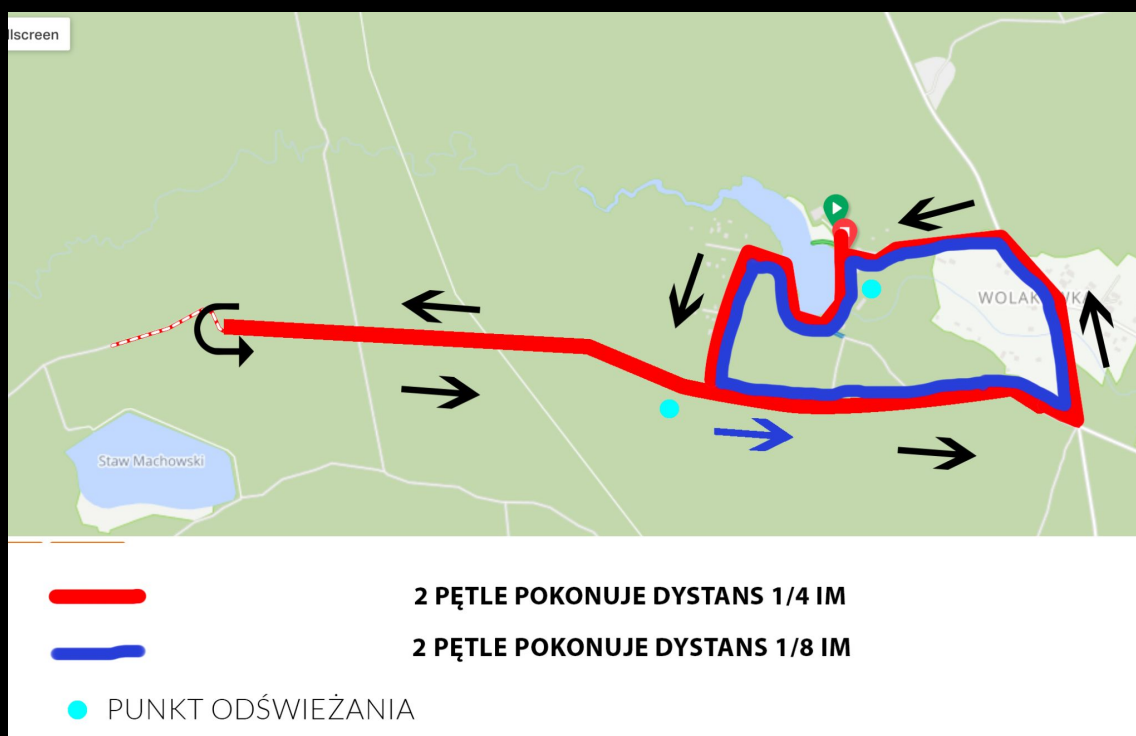 llscreen
WOLAK
WKA
Staw Machowski
2 PĘTLE POKONUJE DYSTANS 1/4 IM
2 PĘTLE POKONUJE DYSTANS 1/8 IM
PUNKT ODŚWIEŻANIA